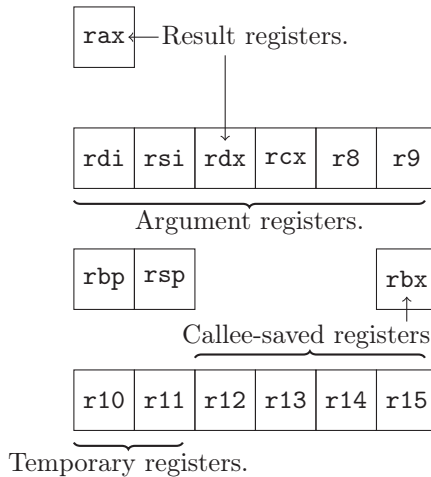 rax Result registers.
rdi rsi rdx rcx r8 r9
Argument registers.
rbp rsp rbx
Callee-saved registers
r10 r11 r12 r13 r14 r15
Temporary registers.